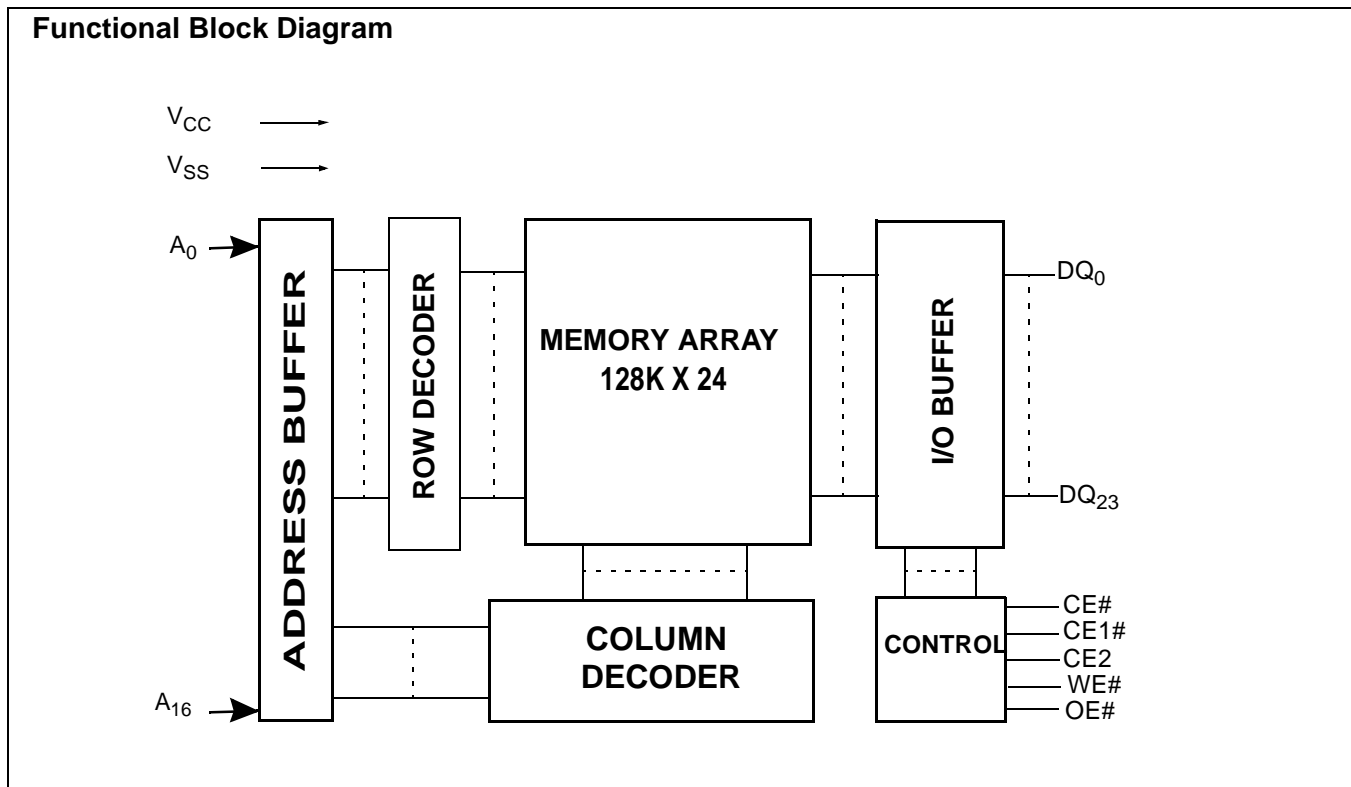 Functional Block Diagram
VCC
VSS
A0
A16
ADDRESS BUFFER
ROW DECODER
MEMORY ARRAY
128K X 24
COLUMN
DECODER
I/O BUFFER
CONTROL
DQ0
DQ23
CE#
CE1#
CE2
WE#
OE#